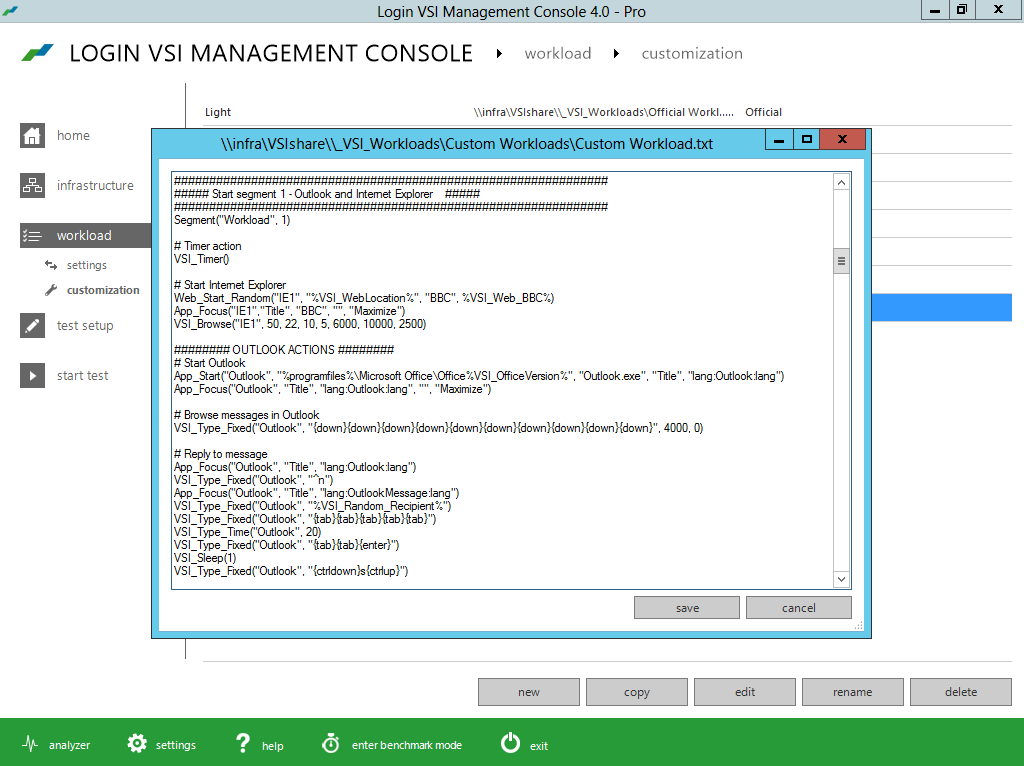 Login VSI Management Console 4.0 - Pro
LOGIN VSI MANAGEMENT CONSOLE workload customization
Light \\infra\VSIshare\\_VSI_Workloads\Official Workl..... Official
home
infrastructure
workload
settings
customization
test setup
start test
\\infra\VSIshare\\_VSI_Workloads\Custom Workloads\Custom Workload.txt
##############################################################
##### Start segment 1 - Outlook and Internet Explorer #####
##############################################################
Segment("Workload", 1)
# Timer action
VSI_Timer()
# Start Internet Explorer
Web_Start_Random("IE1", "%VSI_WebLocation%", "BBC", %VSI_Web_BBC%)
App_Focus("IE1","Title", "BBC", "", "Maximize")
VSI_Browse("IE1", 50, 22, 10, 5, 6000, 10000, 2500)
######## OUTLOOK ACTIONS ########
# Start Outlook
App_Start("Outlook", "%programfiles%\Microsoft Office\Office%VSI_OfficeVersion%", "Outlook.exe", "Title", "lang:Outlook:lang")
App_Focus("Outlook", "Title", "lang:Outlook:lang", "", "Maximize")
# Browse messages in Outlook
VSI_Type_Fixed("Outlook", "{down}{down}{down}{down}{down}{down}{down}{down}{down}{down}", 4000, 0)
# Reply to message
App_Focus("Outlook", "Title", "lang:Outlook:lang")
VSI_Type_Fixed("Outlook", "^n")
App_Focus("Outlook", "Title", "lang:OutlookMessage:lang")
VSI_Type_Fixed("Outlook", "%VSI_Random_Recipient%")
VSI_Type_Fixed("Outlook", "{tab}{tab}{tab}{tab}{tab}")
VSI_Type_Time("Outlook", 20)
VSI_Type_Fixed("Outlook", "{tab}{tab}{enter}")
VSI_Sleep(1)
VSI_Type_Fixed("Outlook", "{ctrldown}s{ctrlup}")
save cancel
new copy edit rename delete
analyzer settings help enter benchmark mode exit